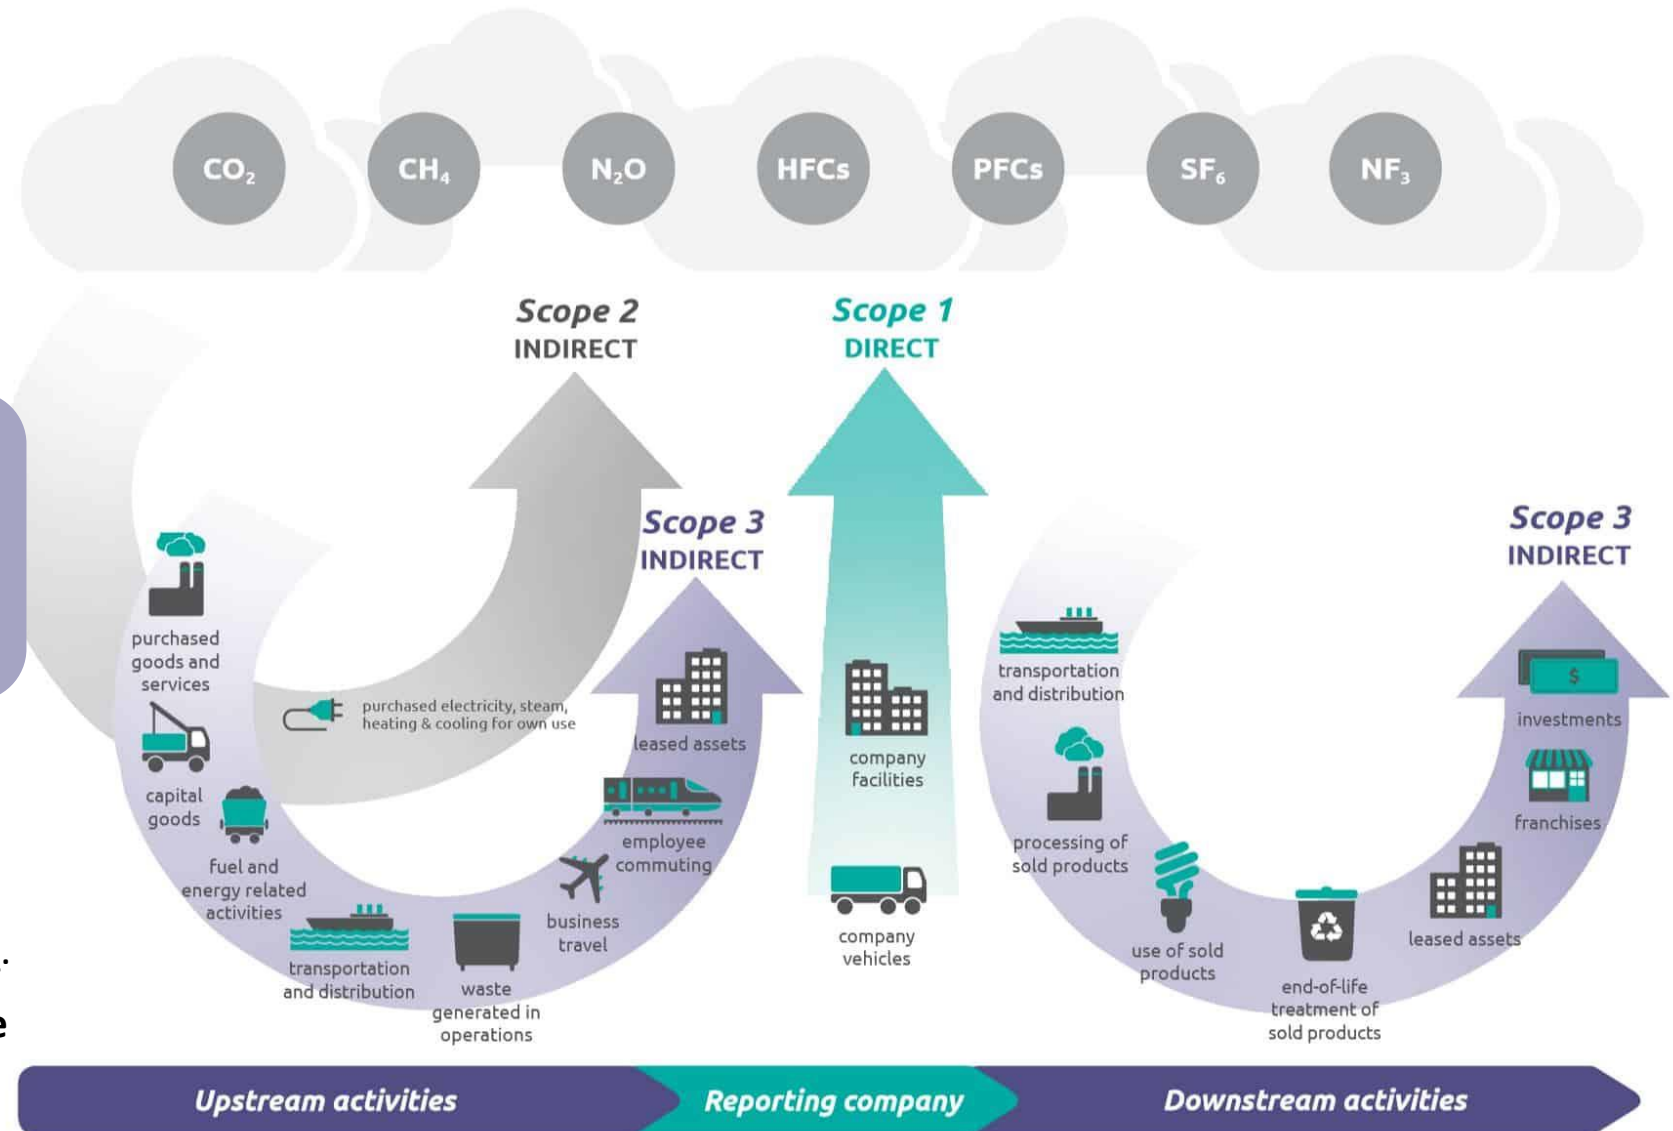 CO₂
CH₄
N₂O
HFCs
PFCs
SF₆
NF₃
Scope 2
INDIRECT
Scope 1
DIRECT
Scope 3
INDIRECT
Scope 3
INDIRECT
purchased
goods and
services
capital
goods
fuel and
energy related
activities
transportation
and distribution
waste
generated in
operations
business
travel
employee
commuting
leased assets
purchased electricity, steam,
heating & cooling for own use
company
facilities
company
vehicles
transportation
and distribution
processing of
sold products
use of sold
products
end-of-life
treatment of
sold products
leased assets
franchises
$
investments
.
e
Upstream activities
Reporting company
Downstream activities